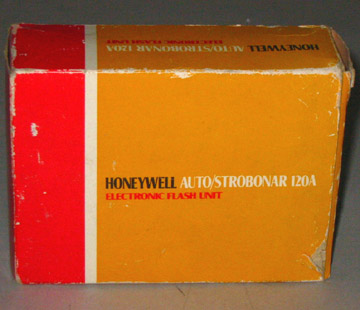 HONEYWELL AUTO/STROBONAR 120A
ELECTRONIC FLASH UNIT
HONEYWELL AUTO/STROBONAR 120A
ELECTRONIC FLASH UNIT